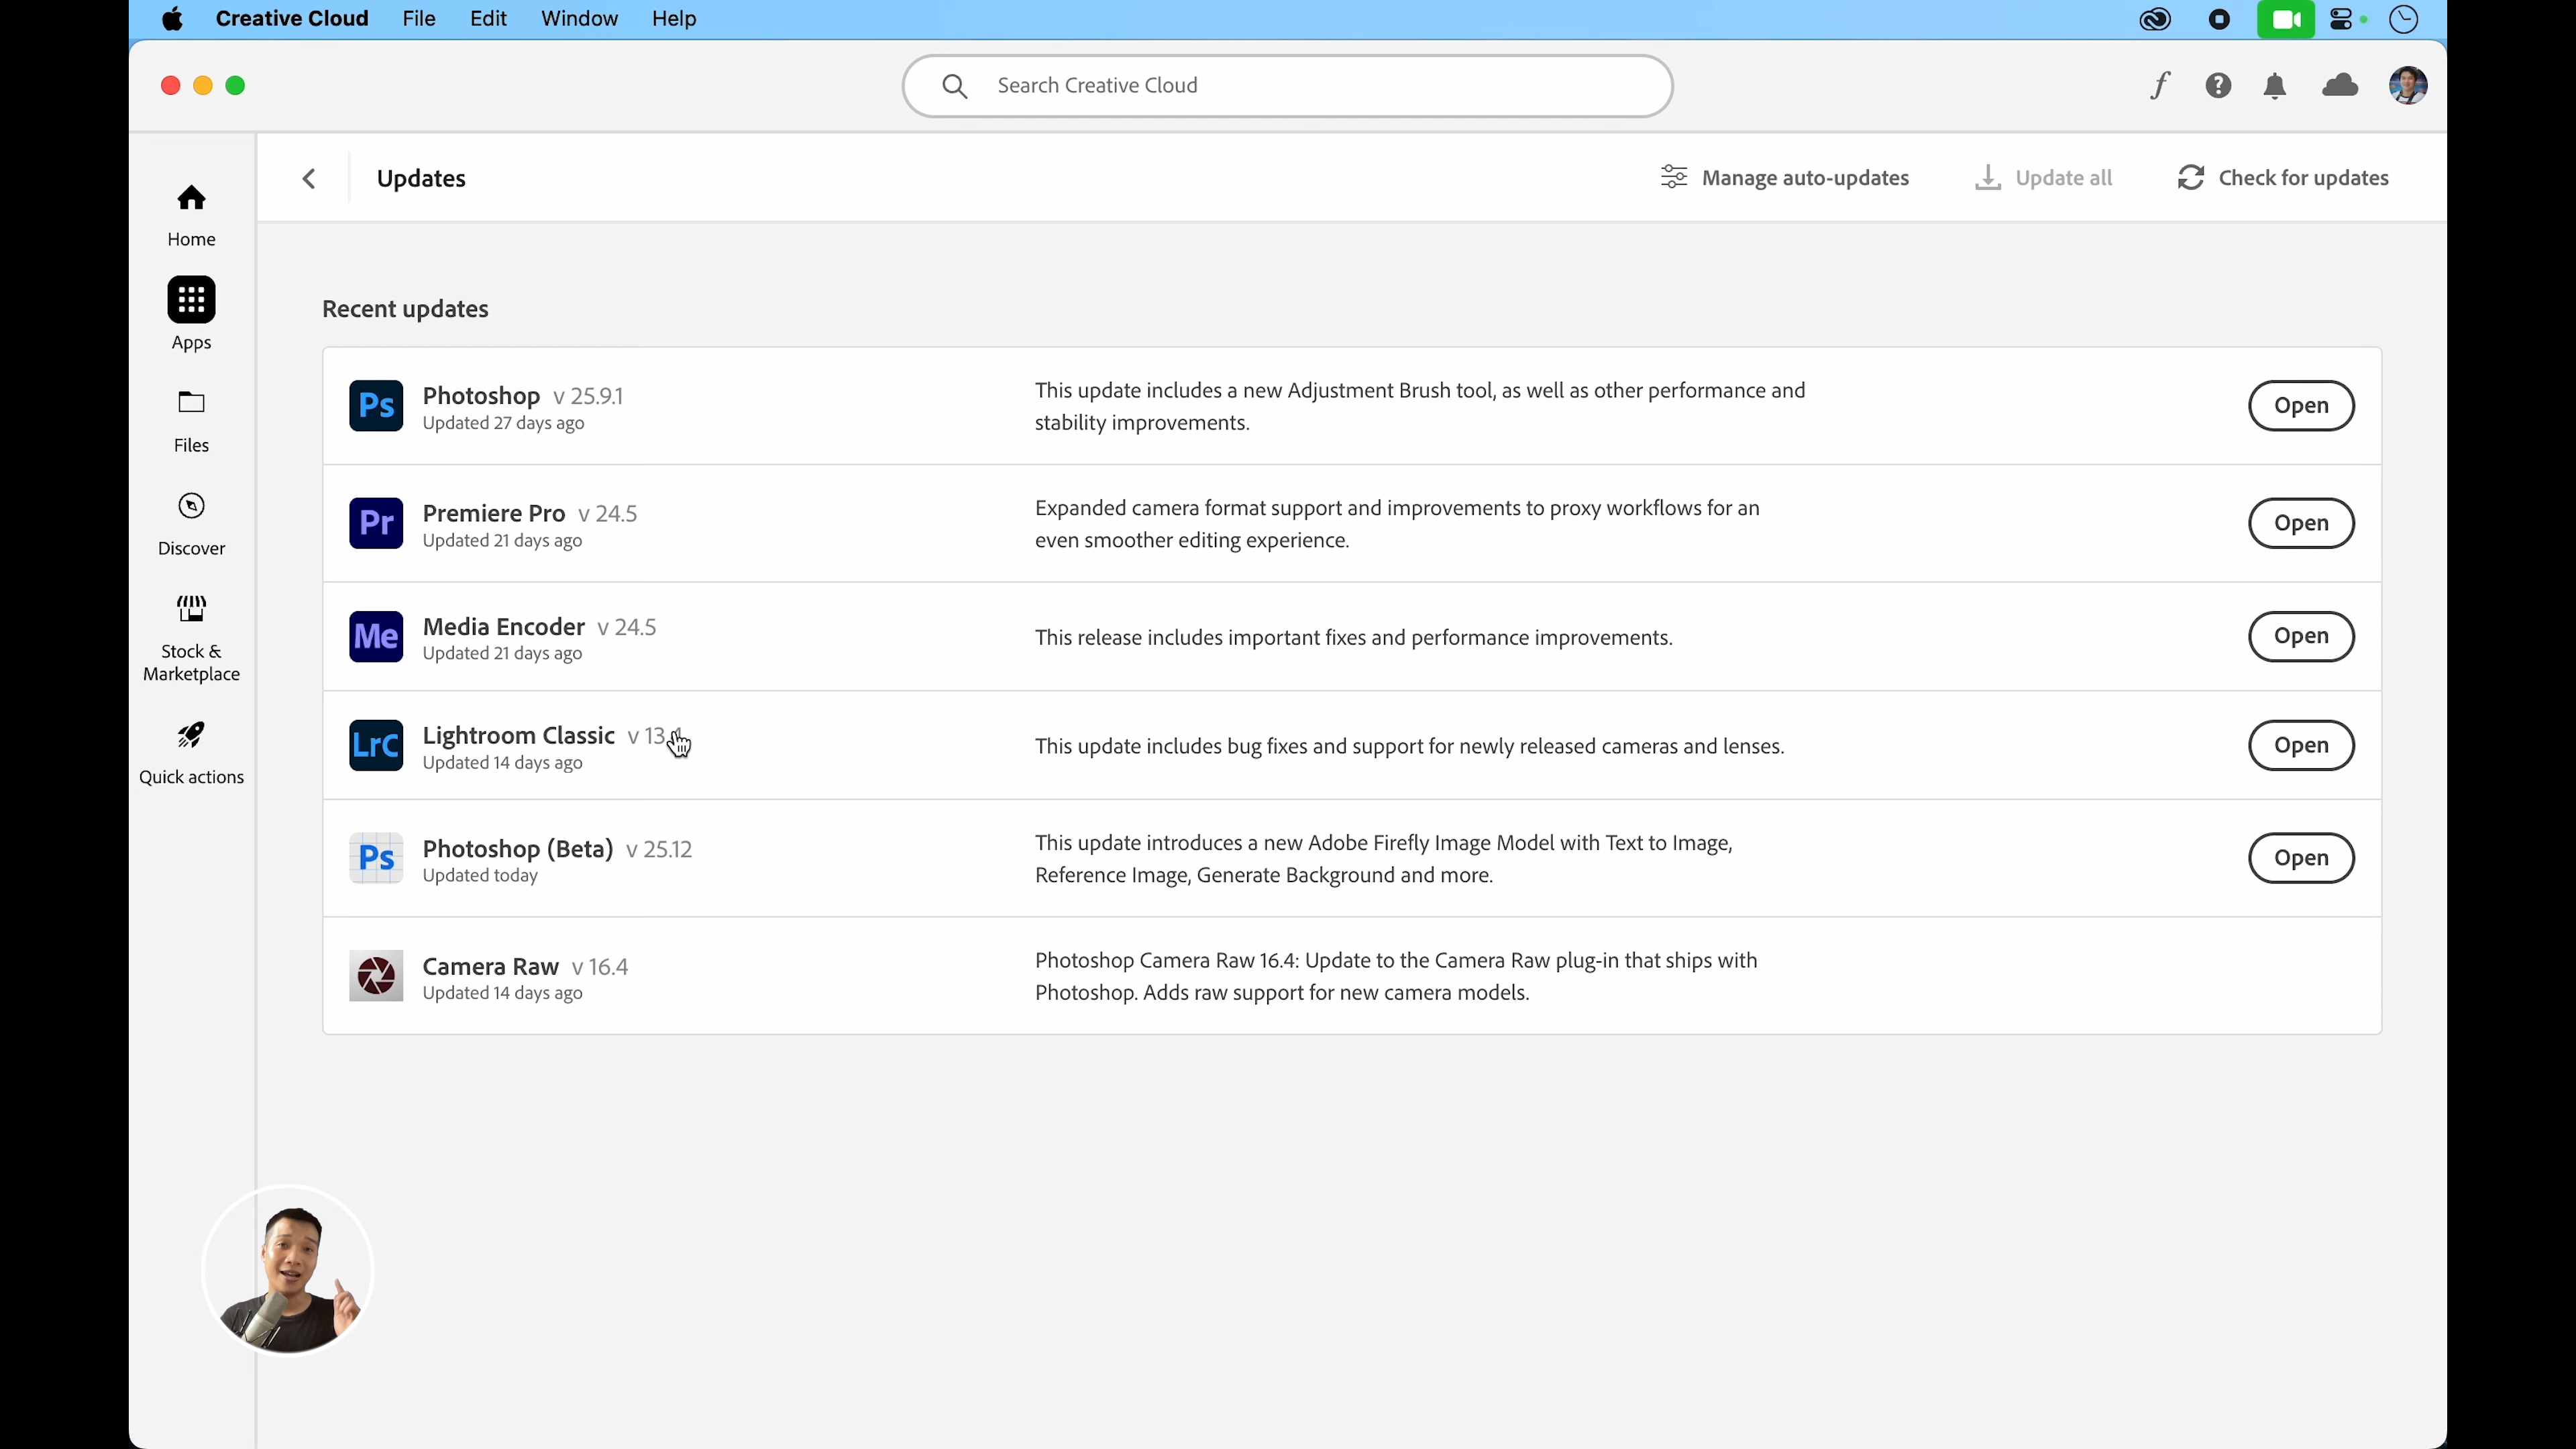 Creative Cloud File Edit Window Help
Search Creative Cloud
Updates
Manage auto-updates
Update all
Check for updates
Home
Apps
Files
Discover
Stock &
Marketplace
Quick actions
Recent updates
Ps
Photoshop v 25.9.1
Updated 27 days ago
This update includes a new Adjustment Brush tool, as well as other performance and
stability improvements.
Open
Pr
Premiere Pro v 24.5
Updated 21 days ago
Expanded camera format support and improvements to proxy workflows for an
even smoother editing experience.
Open
Me
Media Encoder v 24.5
Updated 21 days ago
This release includes important fixes and performance improvements.
Open
LrC
Lightroom Classic v
Updated 14 days ago
This update includes bug fixes and support for newly released cameras and lenses.
Open
Ps
Photoshop (Beta) v 25.12
Updated today
This update introduces a new Adobe Firefly Image Model with Text to Image,
Reference Image, Generate Background and more.
Open
Camera Raw v 16.4
Updated 14 days ago
Photoshop Camera Raw 16.4: Update to the Camera Raw plug-in that ships with
Photoshop. Adds raw support for new camera models.